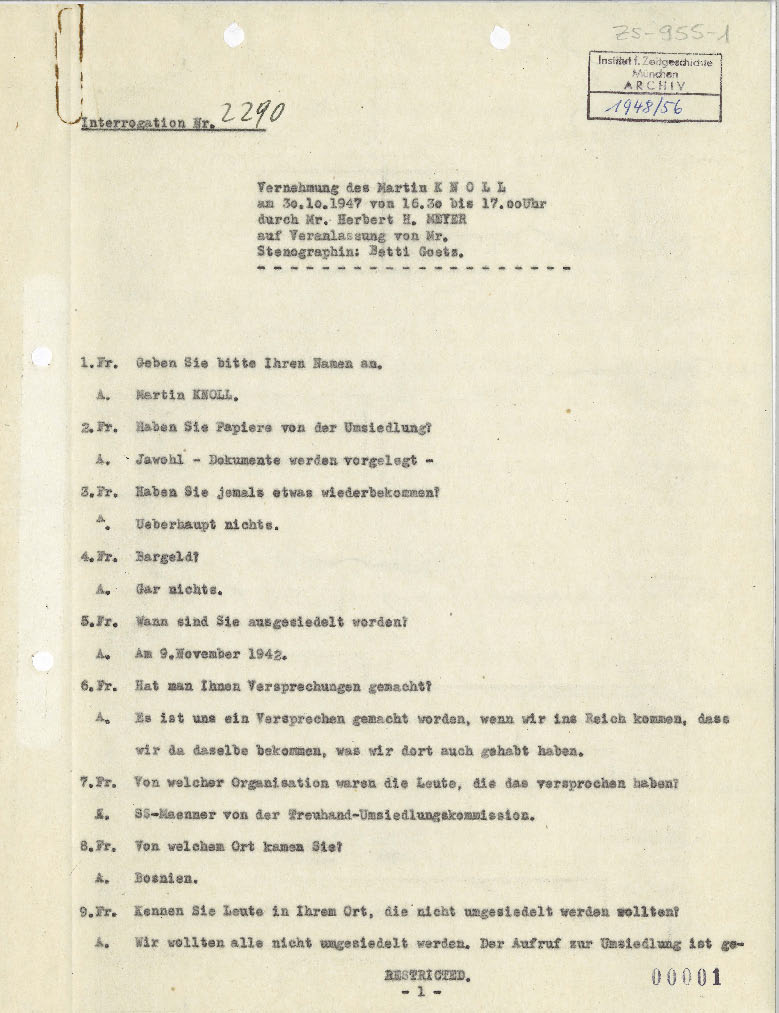 ZS-955-1
Institut f. Zeitgeschichte
München
ARCHIV
1948/56
Interrogation Nr. 2290
Vernehmung des Martin K N O L L
am 30.10.1947 von 16.30 bis 17.00Uhr
durch Mr. Herbert H. MEYER
auf Veranlassung von Mr.
Stenographin: Betti Goetz.
- - - - - - - - - - - - - - - - - - - - -
1.Fr. Geben Sie bitte Ihren Namen an.
A. Martin KNOLL.
2.Fr. Haben Sie Papiere von der Umsiedlung?
A. Jawohl - Dokumente werden vorgelegt -
3.Fr. Haben Sie jemals etwas wiederbekommen?
A. Ueberhaupt nichts.
4.Fr. Bargeld?
A. Gar nichts.
5.Fr. Wann sind Sie ausgesiedelt worden?
A. Am 9.November 1942.
6.Fr. Hat man Ihnen Versprechungen gemacht?
A. Es ist uns ein Versprechen gemacht worden, wenn wir ins Reich kommen, dass
wir da daselbe bekommen, was wir dort auch gehabt haben.
7.Fr. Von welcher Organisation waren die Leute, die das versprochen haben?
A. SS-Maenner von der Treuhand-Umsiedlungskommission.
8.Fr. Von welchem Ort kamen Sie?
A. Bosnien.
9.Fr. Kennen Sie Leute in Ihrem Ort, die nicht umgesiedelt werden wollten?
A. Wir wollten alle nicht umgesiedelt werden. Der Aufruf zur Umsiedlung ist ge-
RESTRICTED.
- 1 -
00001